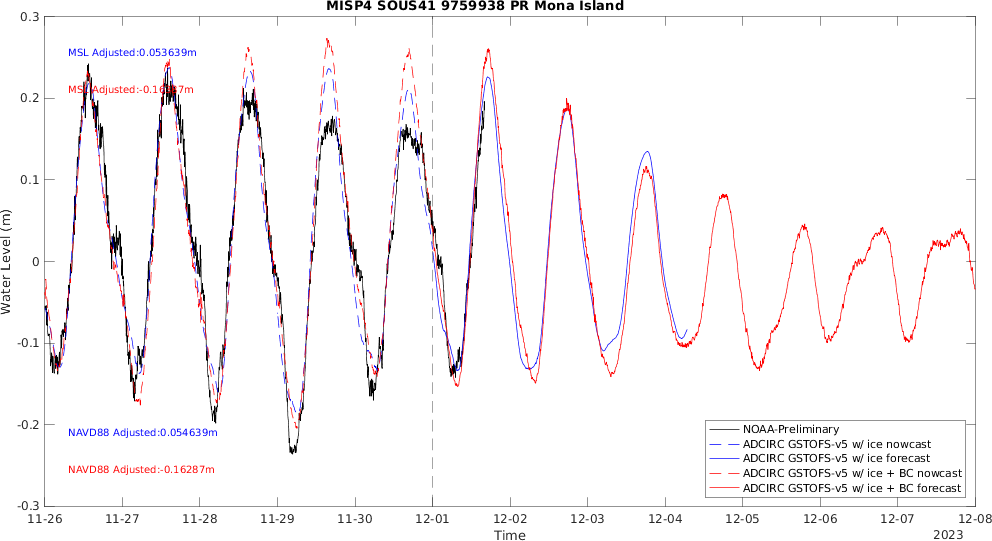 MISP4 SOUS41 9759938 PR Mona Island
0.3
0.2
0.1
0
-0.1
-0.2
-0.3
Water Level (m)
MSL Adjusted:0.053639m
MSL
NAVD88 Adjusted:0.054639m
NAVD88 Adjusted:-0.16287m
NOAA-Preliminary
ADCIRC GSTOFS-v5 w/ ice nowcast
ADCIRC GSTOFS-v5 w/ ice forecast
ADCIRC GSTOFS-v5 w/ ice + BC nowcast
ADCIRC GSTOFS-v5 w/ ice + BC forecast
11-26 11-27 11-28 11-29 11-30 12-01 12-02 12-03 12-04 12-05 12-06 12-07 12-08
Time
2023